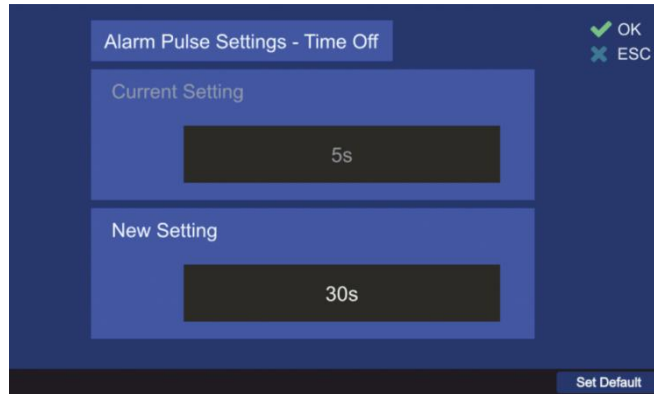 Alarm Pulse Settings - Time Off
OK
ESC
Current Setting
5s
New Setting
30s
Set Default